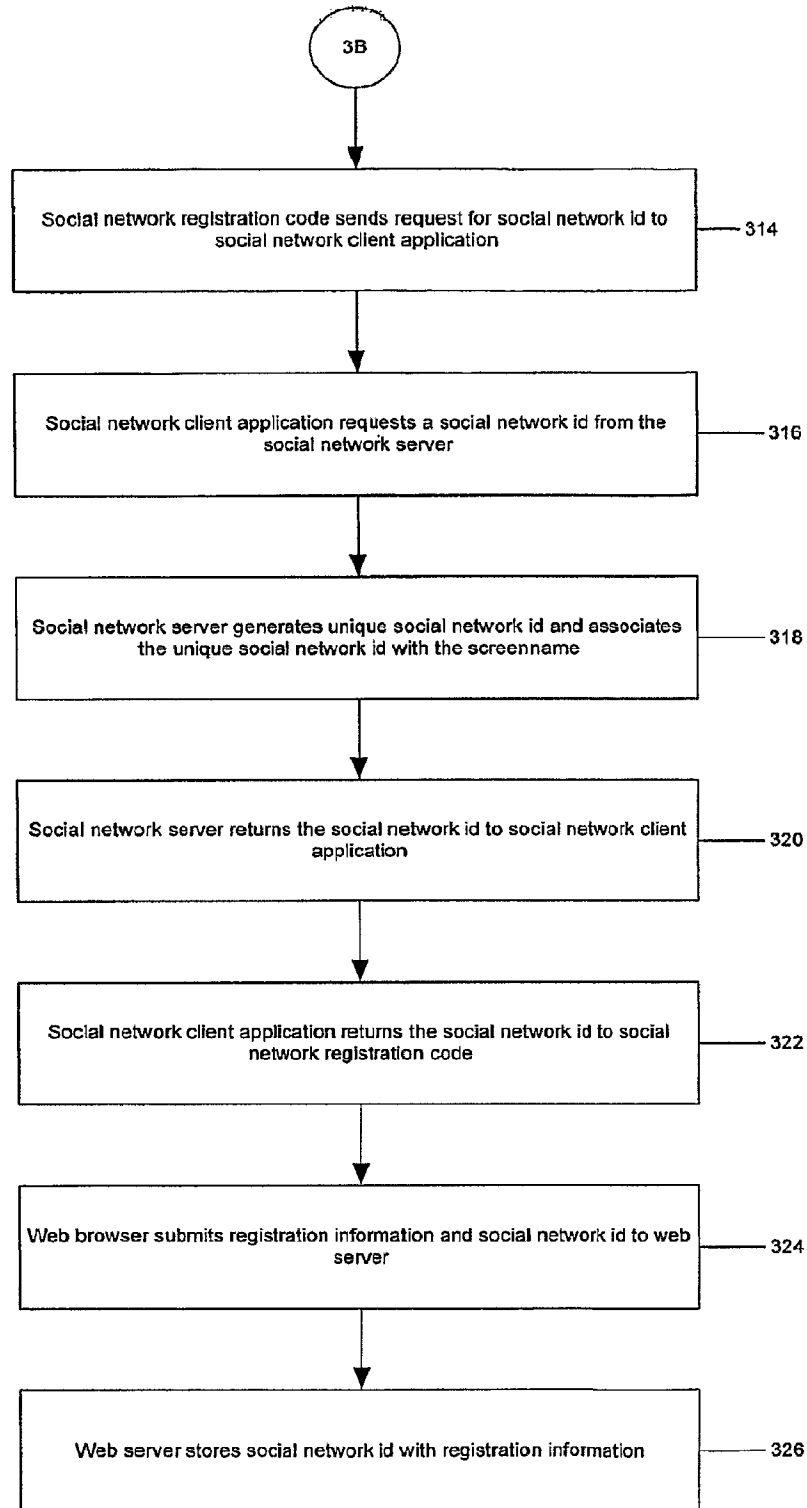 3B
Social network registration code sends request for social network id to
social network client application
314
Social network client application requests a social network id from the
social network server
316
Social network server generates unique social network id and associates
the unique social network id with the screenname
318
Social network server returns the social network id to social network client
application
320
Social network client application returns the social network id to social
network registration code
322
Web browser submits registration information and social network id to web
server
324
Web server stores social network id with registration information
326